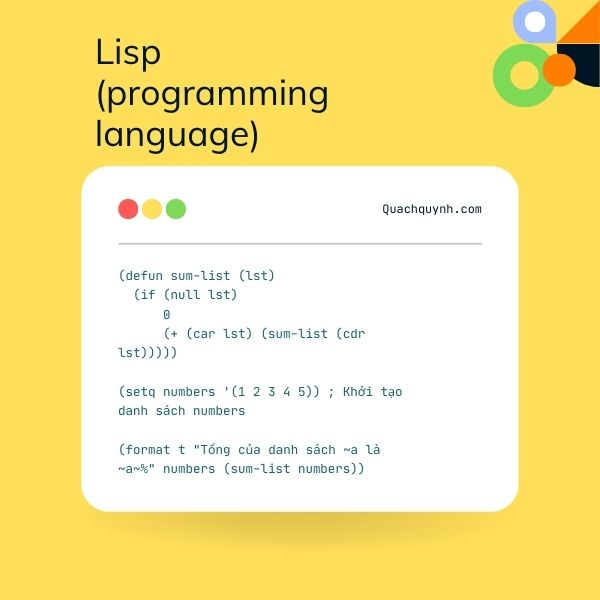 Lisp
(programming
language)
Quachquynh.com
(defun sum-list (lst)
  (if (null lst)
      0
      (+ (car lst) (sum-list (cdr
lst)))))
(setq numbers '(1 2 3 4 5)) ; Khởi tạo
danh sách numbers
(format t "Tổng của danh sách ~a là
~a~%" numbers (sum-list numbers))